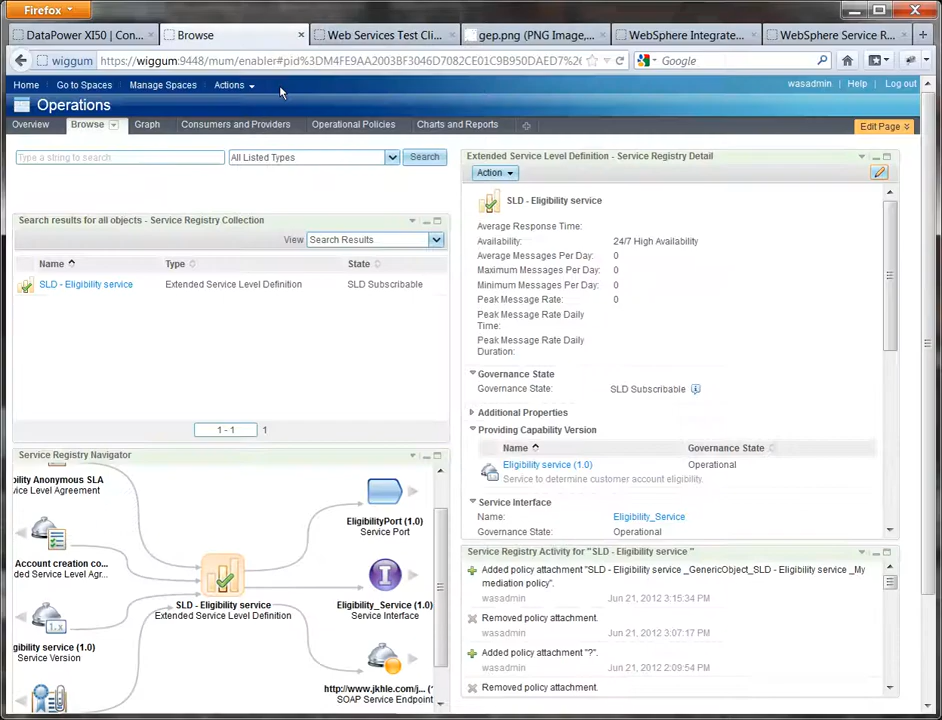 Firefox
DataPower XI50 | Con...
Browse
Web Services Test Cli...
gep.png (PNG Image,...
WebSphere Integrate...
WebSphere Service R...
wiggum
https://wiggum:9448/mum/enabler#pid%3DM4FE9AA2003BF3046D7082EC01C9B950DAED7%2(
Google
Home
Go to Spaces
Manage Spaces
Actions
wasadmin
Help
Log out
Operations
Overview
Browse
Graph
Consumers and Providers
Operational Policies
Charts and Reports
Edit Page
Type a string to search
All Listed Types
Search
Search results for all objects - Service Registry Collection
View
Search Results
Name
Type
State
SLD - Eligibility service
Extended Service Level Definition
SLD Subscribable
1 - 1
1
Service Registry Navigator
bility Anonymous SLA
vice Level Agreement
Account creation co...
ded Service Level Agr...
1.x
gibility service (1.0)
Service Version
SLD - Eligibility service
Extended Service Level Definition
EligibilityPort (1.0)
Service Port
I
Eligibility_Service (1.0)
Service Interface
http://www.jkhle.com/j... (1
SOAP Service Endpoint
Extended Service Level Definition - Service Registry Detail
Action
SLD - Eligibility service
Average Response Time:
Availability: 24/7 High Availability
Average Messages Per Day: 0
Maximum Messages Per Day: 0
Minimum Messages Per Day: 0
Peak Message Rate: 0
Peak Message Rate Daily
Time:
Peak Message Rate Daily
Duration:
Governance State
Governance State: SLD Subscribable
Additional Properties
Providing Capability Version
Name
Governance State
Eligibility service (1.0)
Operational
Service to determine customer account eligibility.
Service Interface
Name: Eligibility_Service
Governance State: Operational
Service Registry Activity for "SLD - Eligibility service "
Added policy attachment "SLD - Eligibility service _GenericObject_SLD - Eligibility service _My
mediation policy".
wasadmin Jun 21, 2012 3:15:34 PM
Removed policy attachment.
wasadmin Jun 21, 2012 3:07:17 PM
Added policy attachment "?".
wasadmin Jun 21, 2012 2:09:54 PM
Removed policy attachment.